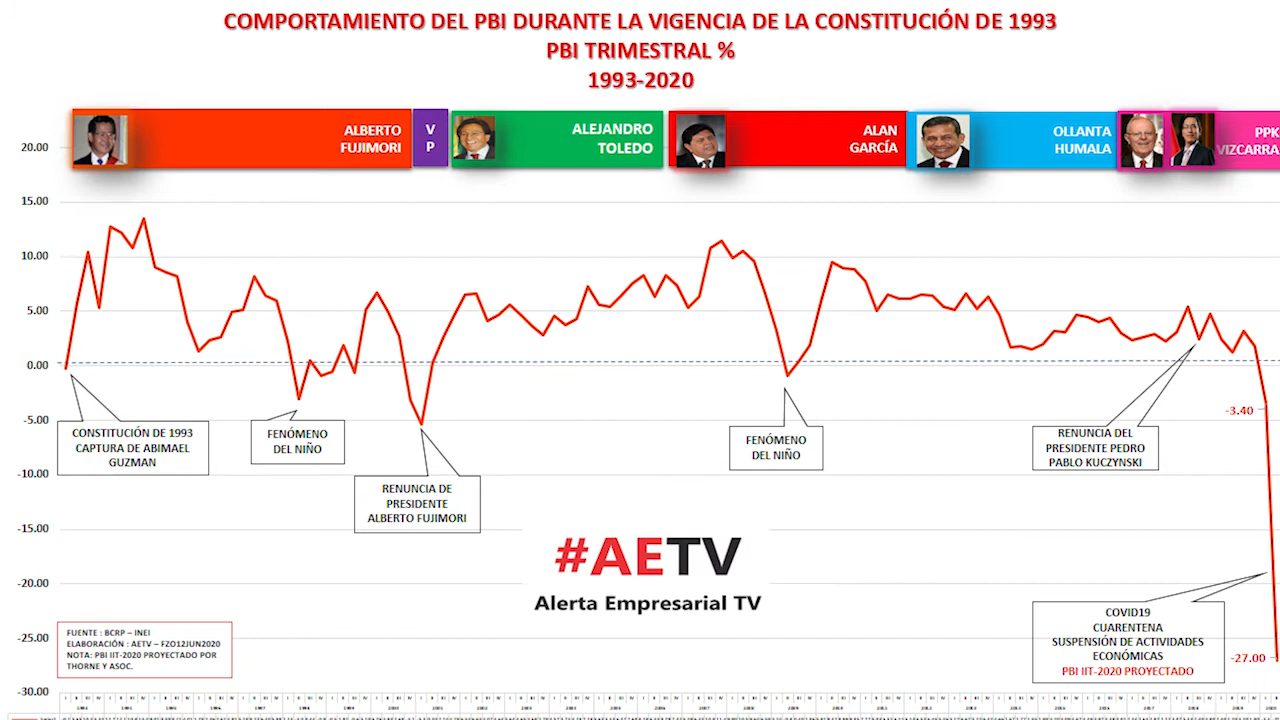 COMPORTAMIENTO DEL PBI DURANTE LA VIGENCIA DE LA CONSTITUCIÓN DE 1993
PBI TRIMESTRAL %
1993-2020
ALBERTO
FUJIMORI
V
P
ALEJANDRO
TOLEDO
ALAN
GARCÍA
OLLANTA
HUMALA
PPK
VIZCARRA
20.00
15.00
10.00
5.00
0.00
-5.00
-10.00
-15.00
-20.00
-25.00
-30.00
CONSTITUCIÓN DE 1993
CAPTURA DE ABIMAEL
GUZMAN
FENÓMENO
DEL NIÑO
RENUNCIA DE
PRESIDENTE
ALBERTO FUJIMORI
FENÓMENO
DEL NIÑO
RENUNCIA DEL
PRESIDENTE PEDRO
PABLO KUCZYNSKI
-3.40
#AETV
Alerta Empresarial TV
COVID19
CUARENTENA
SUSPENSIÓN DE ACTIVIDADES
ECONÓMICAS
PBI IIT-2020 PROYECTADO
-27.00
FUENTE : BCRP – INEI
ELABORACIÓN : AETV – FZO12JUN2020
NOTA: PBI IIT-2020 PROYECTADO POR
THORNE Y ASOC.